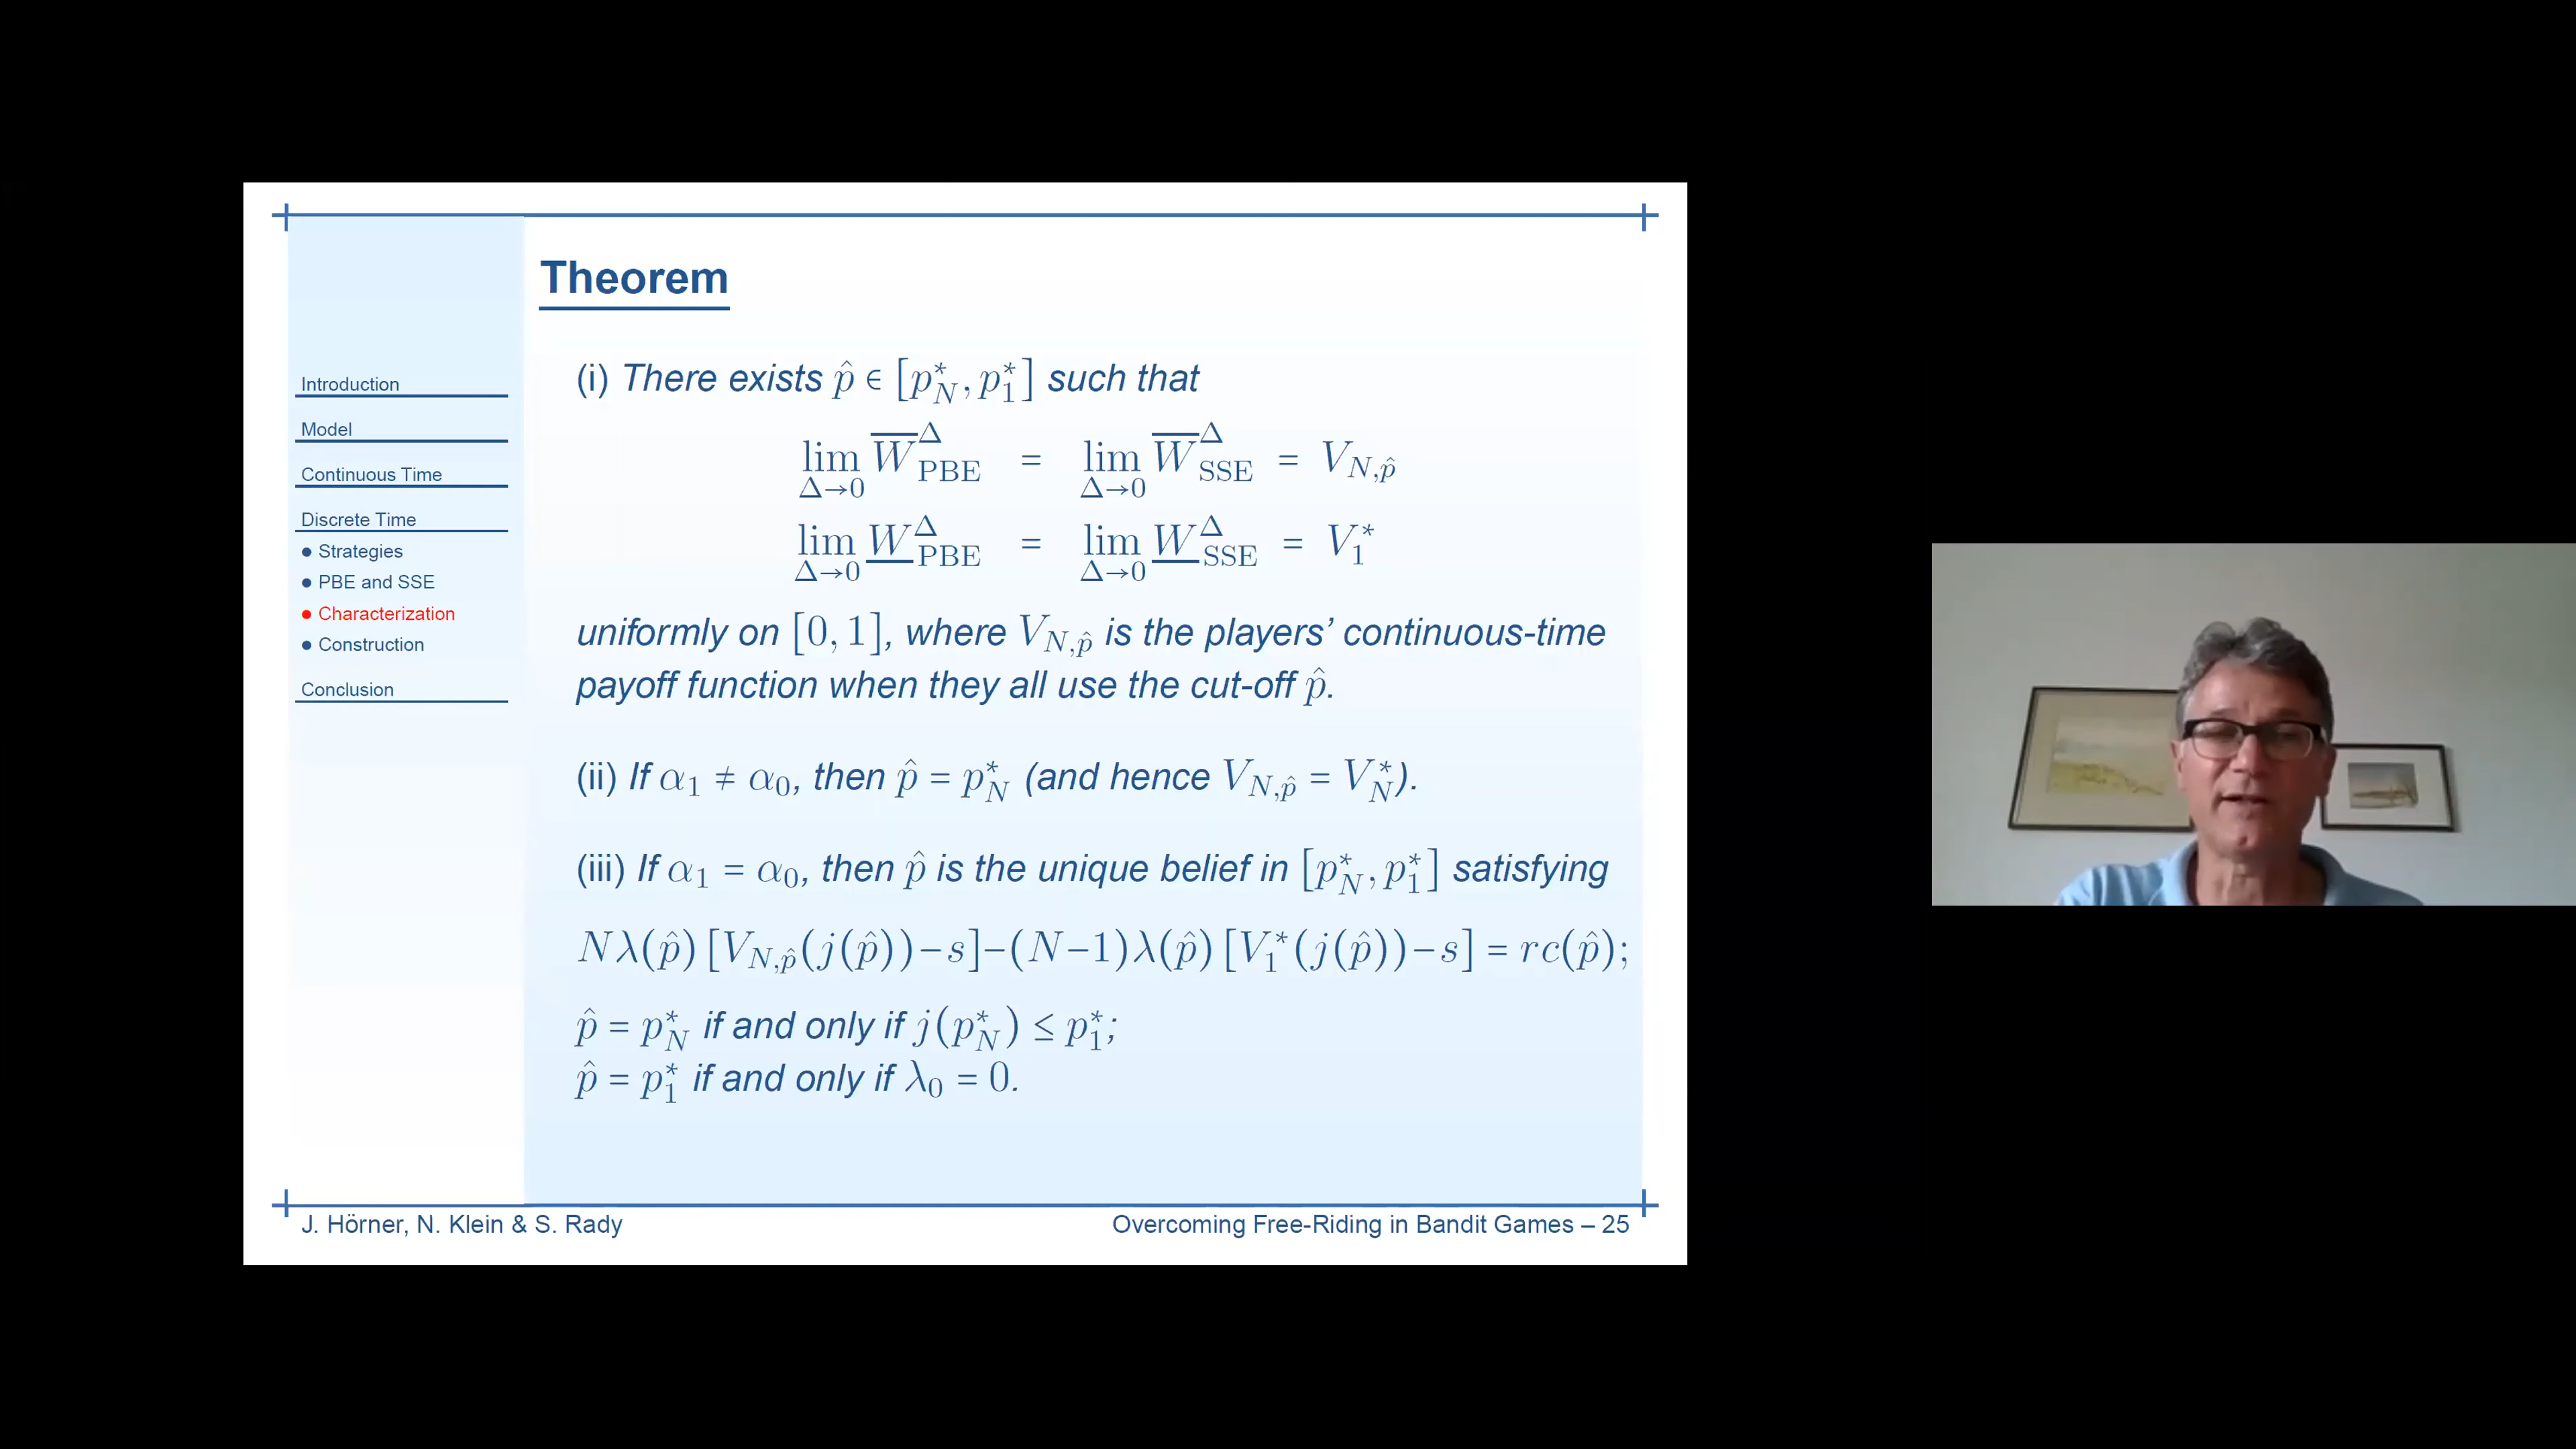 Theorem
Introduction
Model
Continuous Time
Discrete Time
● Strategies
● PBE and SSE
● Characterization
● Construction
Conclusion
(i) There exists p̂ ∈ [p*_N, p*_1] such that
lim_{Δ→0} W̅^Δ_PBE = lim_{Δ→0} W̅^Δ_SSE = V_{N,p̂}
lim_{Δ→0} W̲^Δ_PBE = lim_{Δ→0} W̲^Δ_SSE = V*_1
uniformly on [0, 1], where V_{N,p̂} is the players' continuous-time
payoff function when they all use the cut-off p̂.
(ii) If α_1 ≠ α_0, then p̂ = p*_N (and hence V_{N,p̂} = V*_N).
(iii) If α_1 = α_0, then p̂ is the unique belief in [p*_N, p*_1] satisfying
Nλ(p̂) [V_{N,p̂}(j(p̂))−s]−(N−1)λ(p̂) [V*_1(j(p̂))−s] = rc(p̂);
p̂ = p*_N if and only if j(p*_N) ≤ p*_1;
p̂ = p*_1 if and only if λ_0 = 0.
J. Hörner, N. Klein & S. Rady
Overcoming Free-Riding in Bandit Games – 25